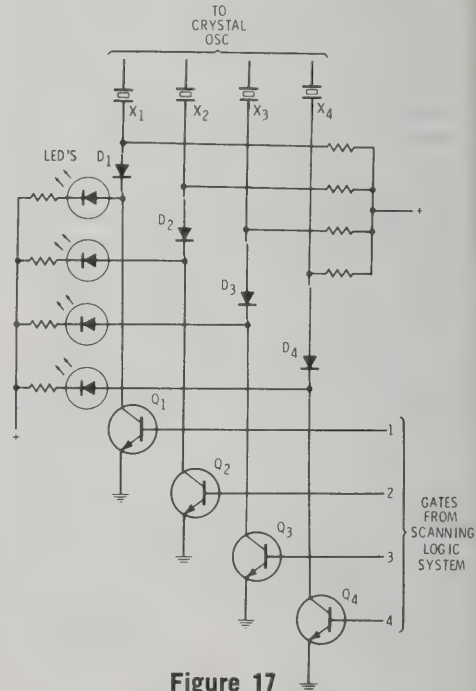 TO
CRYSTAL
OSC
X1
X2
X3
X4
LED'S
D1
D2
+
D3
D4
+
Q1
1
Q2
2
GATES
FROM
SCANNING
LOGIC
SYSTEM
Q3
3
Q4
4
Figure 17